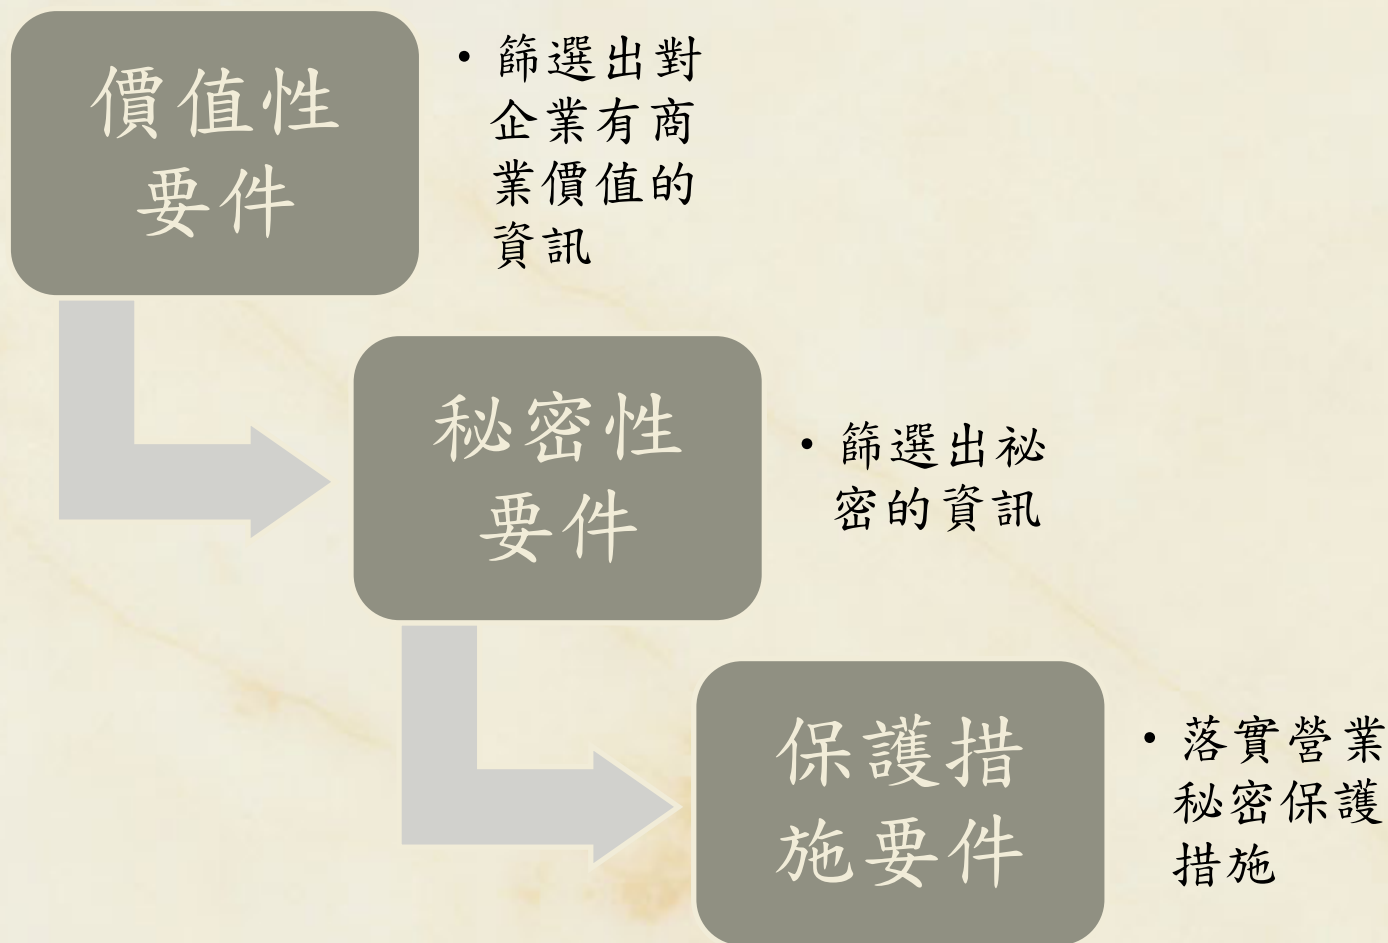 價值性
要件
• 篩選出對
企業有商
業價值的
資訊
秘密性
要件
• 篩選出祕
密的資訊
保護措
施要件
• 落實營業
秘密保護
措施